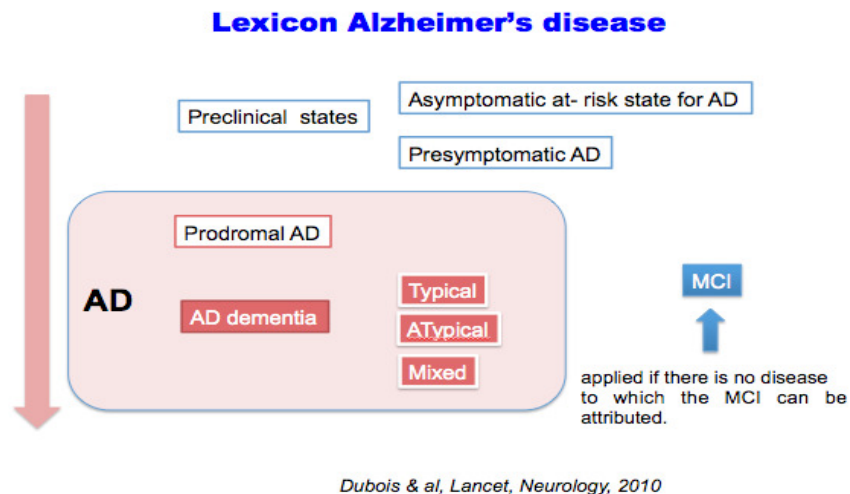 Lexicon Alzheimer's disease
Asymptomatic at- risk state for AD
Preclinical states
Presymptomatic AD
Prodromal AD
AD
AD dementia
Typical
ATypical
Mixed
MCI
applied if there is no disease
to which the MCI can be
attributed.
Dubois & al, Lancet, Neurology, 2010